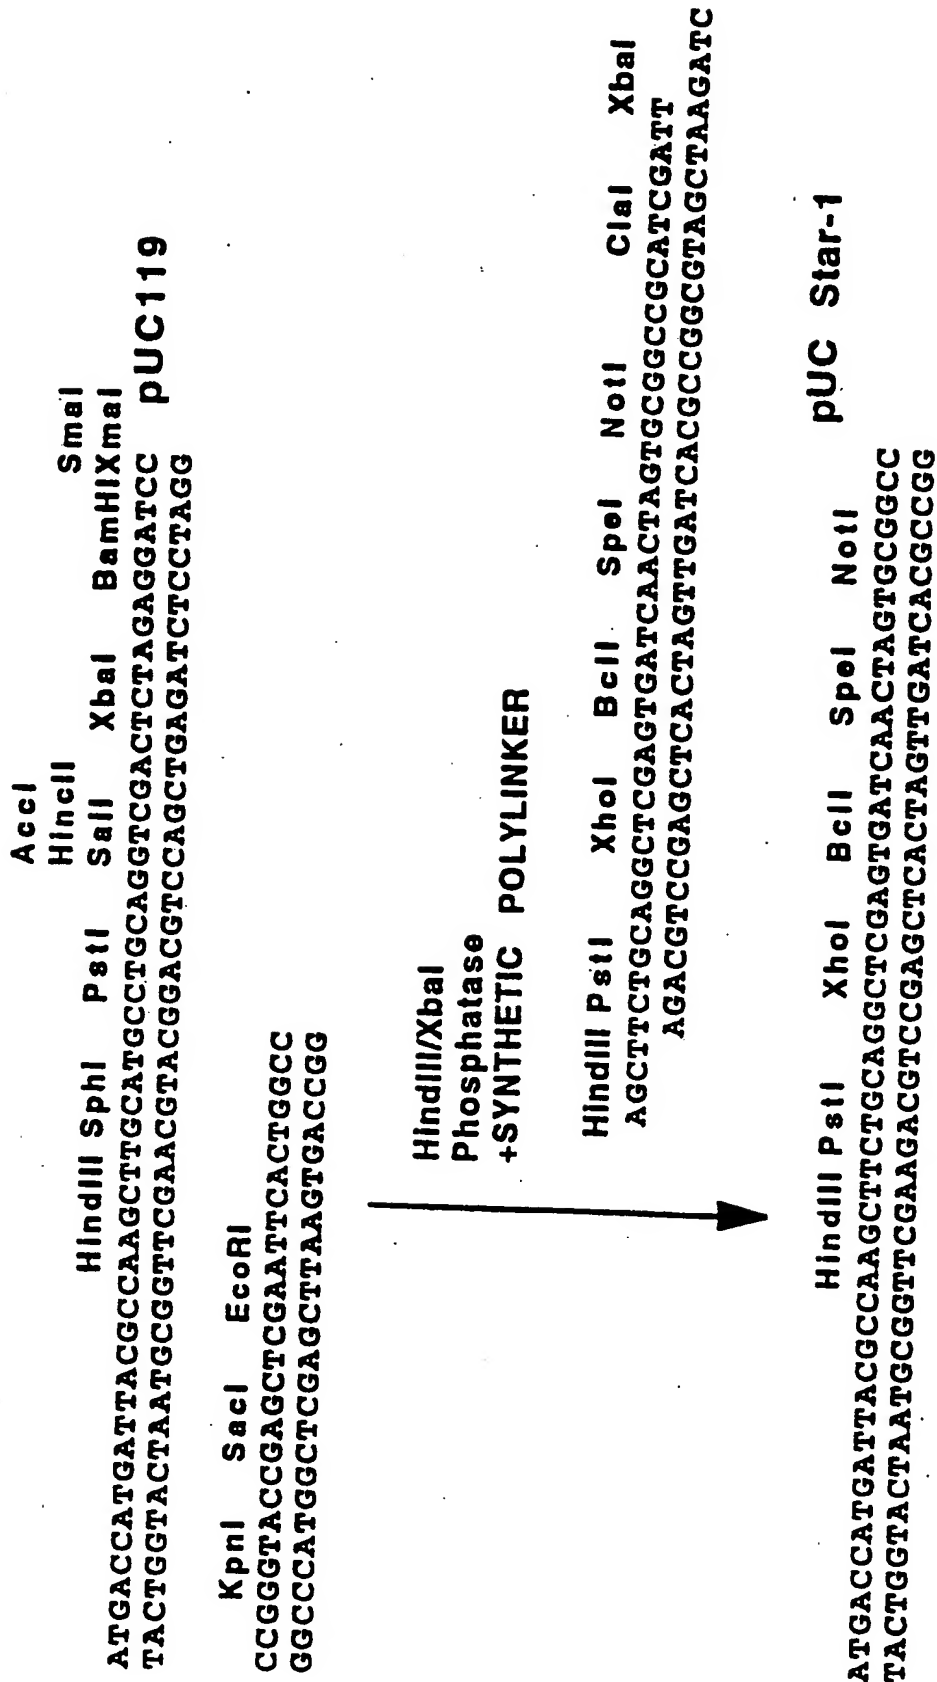 AccI
HincII
HindIII SphI PstI SalI XbaI BamHIXmaI SmaI
ATGACCATGATTACGCCAAGCTTGCATGCCTGCAGGTCGACTCTAGAGGATCC
TACTGGTACTAATGCGGTTCGAACGTACGGACGTCCAGCTGAGATCTCCTAGG
pUC119
KpnI SacI EcoRI
CCGGGTACCGAGCTCGAATTCACTGGCC
GGCCCATGGCTCGAGCTTAAGTGACCGG
HindIII/XbaI
Phosphatase
+SYNTHETIC POLYLINKER
HindIII PstI XhoI BclI SpeI NotI ClaI XbaI
AGCTTCTGCAGGCTCGAGTGATCAACTAGTGCGGCCGCATCGATT
AGACGTCCGAGCTCACTAGTTGATCACGCCGGCGTAGCTAAGATC
HindIII PstI XhoI BclI SpeI NotI
ATGACCATGATTACGCCAAGCTTCTGCAGGCTCGAGTGATCAACTAGTGCGGCC
TACTGGTACTAATGCGGTTCGAAGACGTCCGAGCTCACTAGTTGATCACGCCGG
pUC Star-1